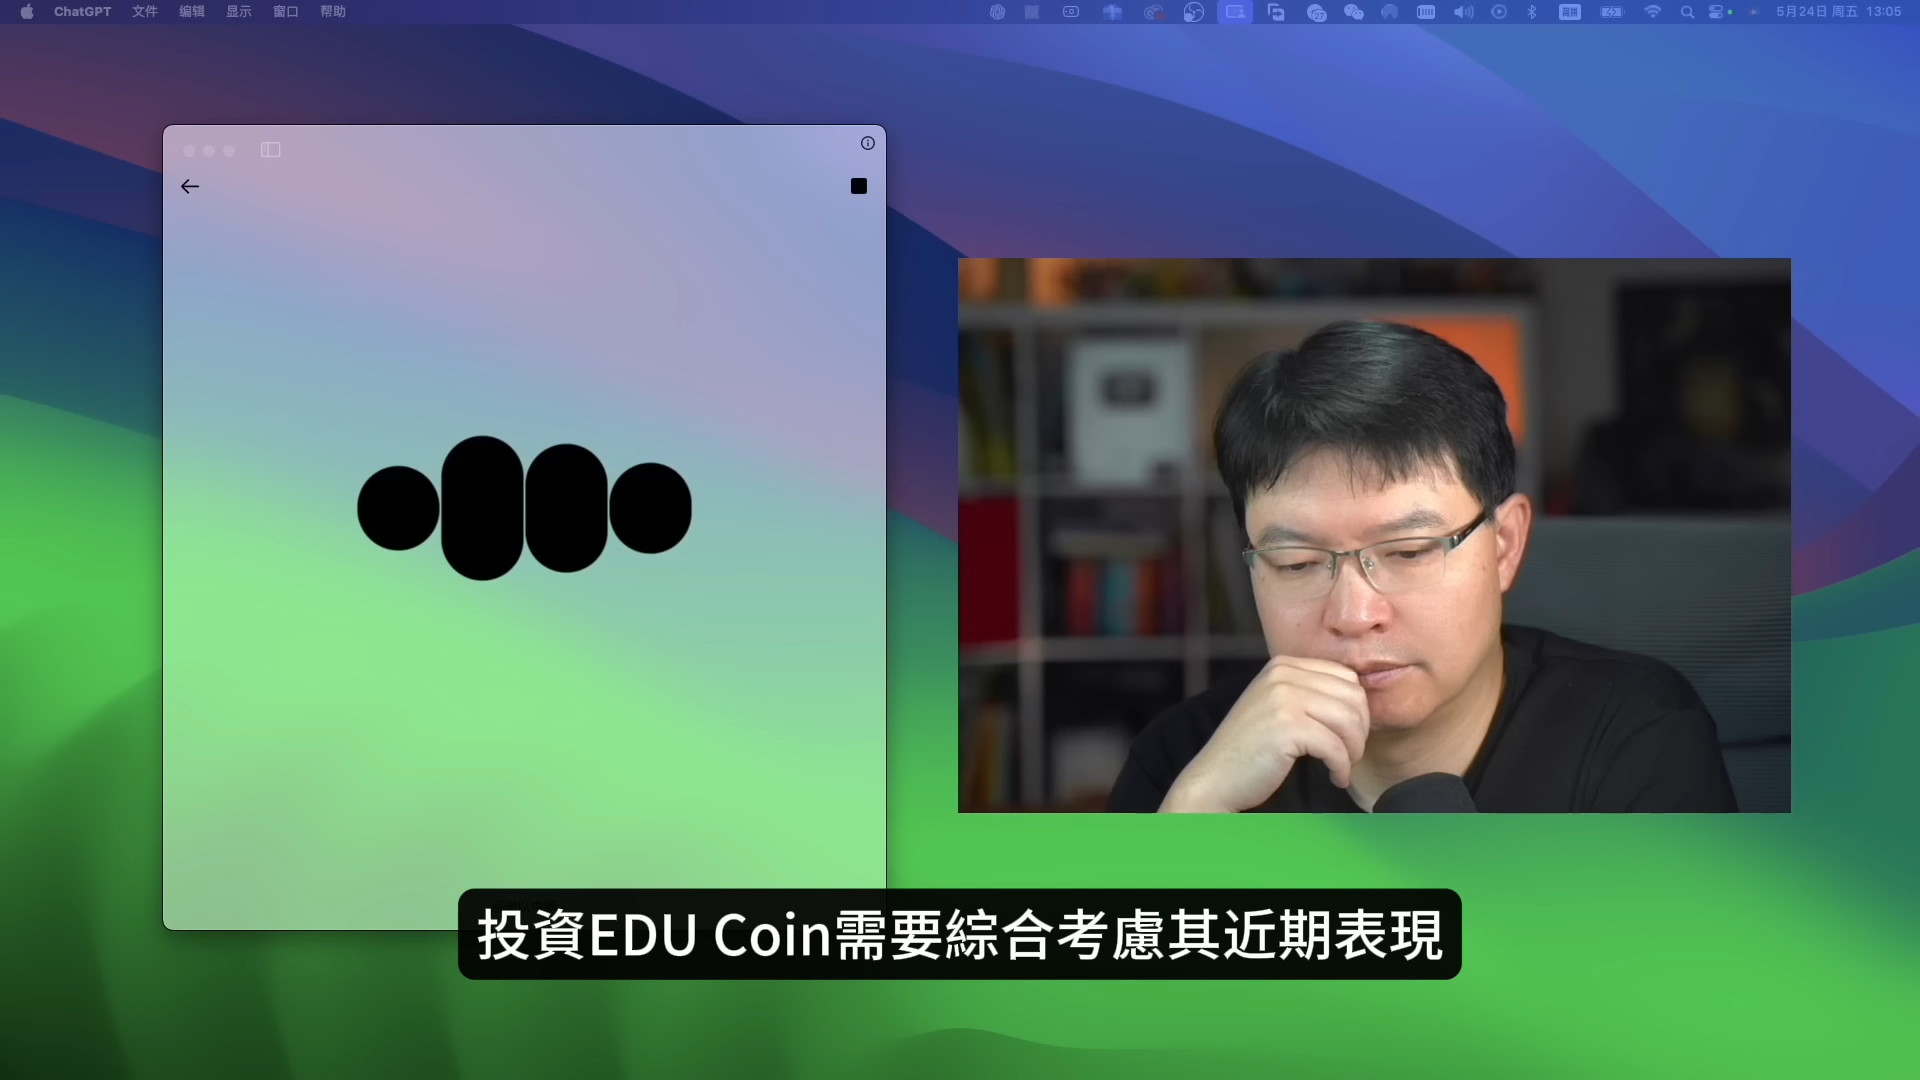 ChatGPT 文件 编辑 显示 窗口 帮助 5月24日 周五 13:05
投資EDU Coin需要綜合考慮其近期表現